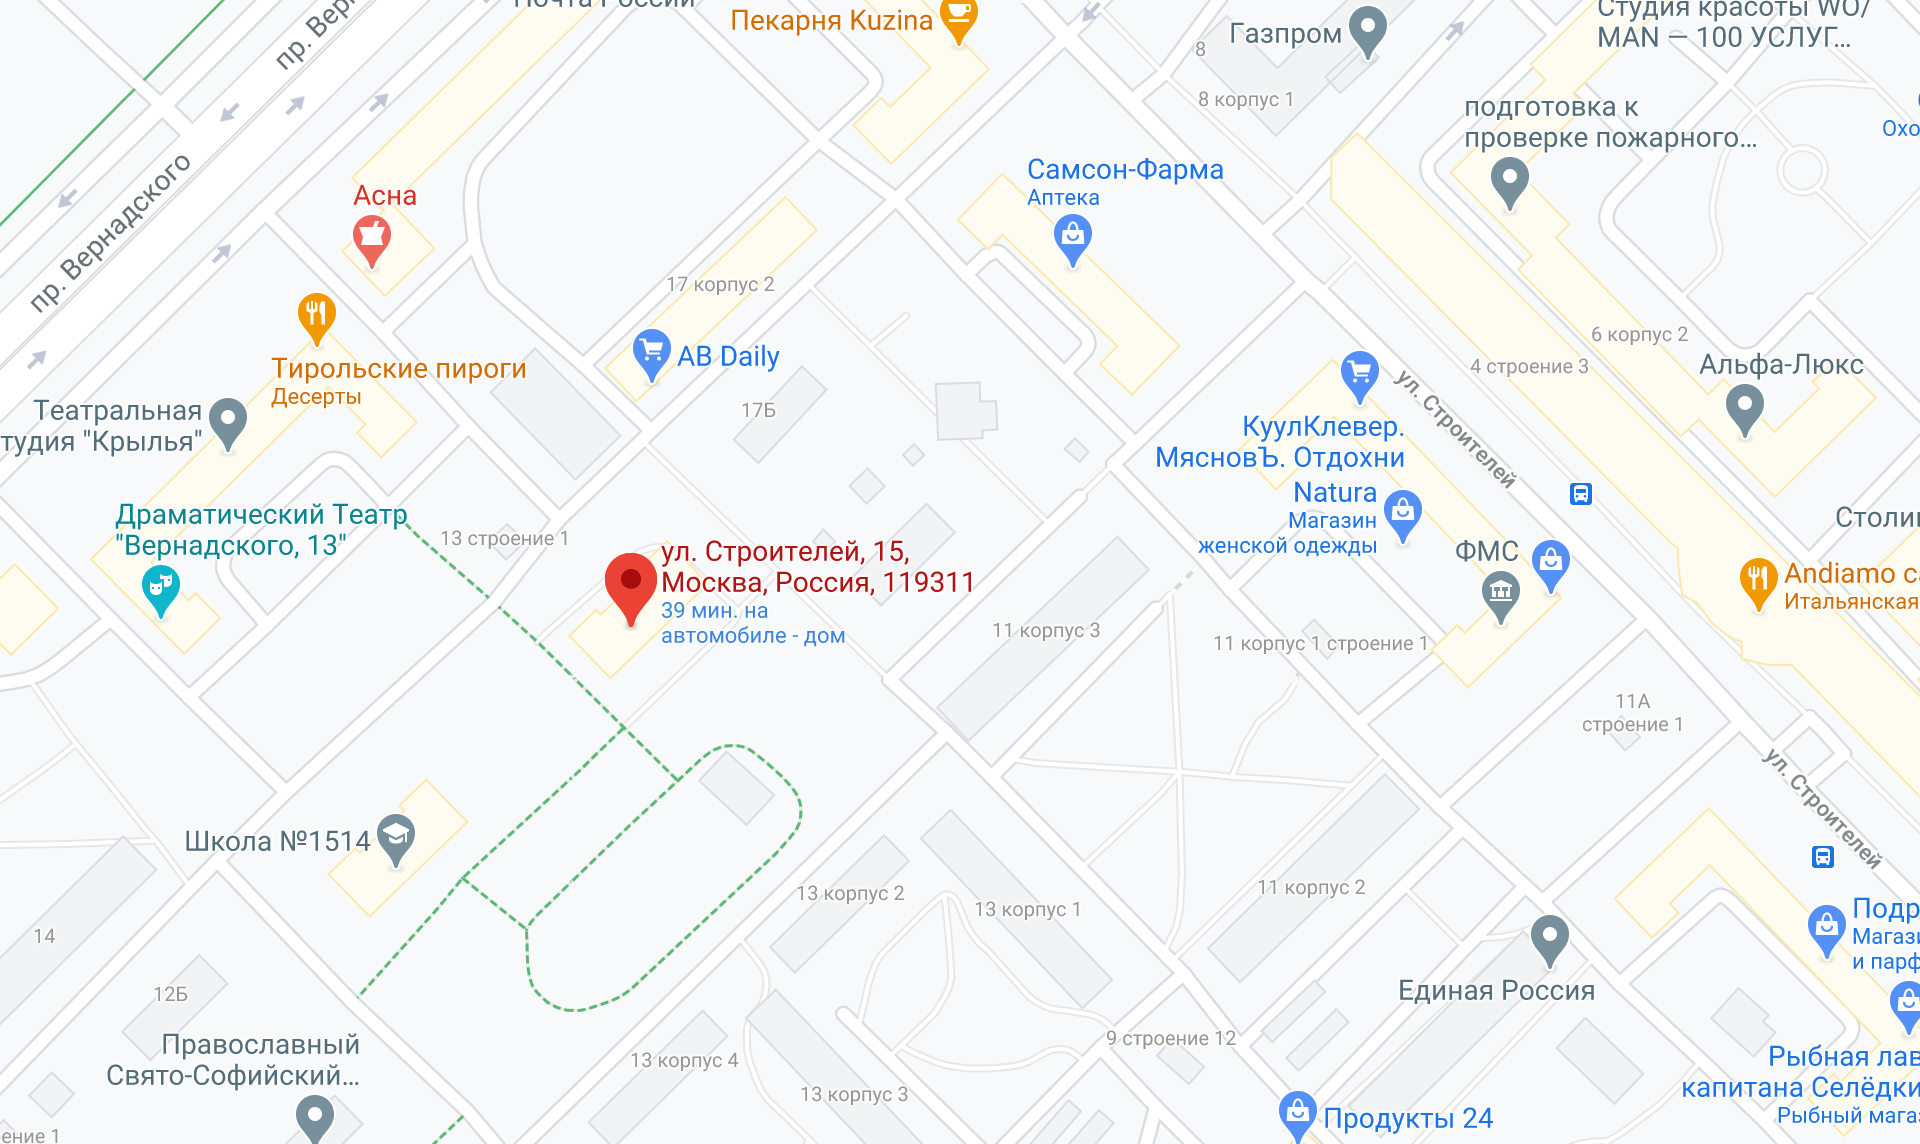 Почта России
Пекарня Kuzina
Газпром
Студия красоты WO/
MAN — 100 УСЛУГ...
пр. Вернадского
8
8 корпус 1
подготовка к
проверке пожарного...
Охо
Самсон-Фарма
Аптека
Асна
пр. Вернадского
17 корпус 2
AB Daily
6 корпус 2
4 строение 3
Альфа-Люкс
Тирольские пироги
Десерты
Театральная
тудия "Крылья"
17Б
ул. Строителей
КуулКлевер.
МясновЪ. Отдохни
Natura
Магазин
женской одежды
Драматический Театр
"Вернадского, 13"
13 строение 1
ул. Строителей, 15,
Москва, Россия, 119311
39 мин. на
автомобиле - дом
ФМС
Столи
Andiamo
Итальянская
11 корпус 3
11 корпус 1 строение 1
11А
строение 1
ул. Строителей
Школа №1514
13 корпус 2
13 корпус 1
11 корпус 2
14
12Б
Подр
Магази
и парф
Единая Россия
Православный
Свято-Софийский...
13 корпус 4
13 корпус 3
9 строение 12
Рыбная лав
капитана Селёдки
Рыбный мага
Продукты 24
ение 1